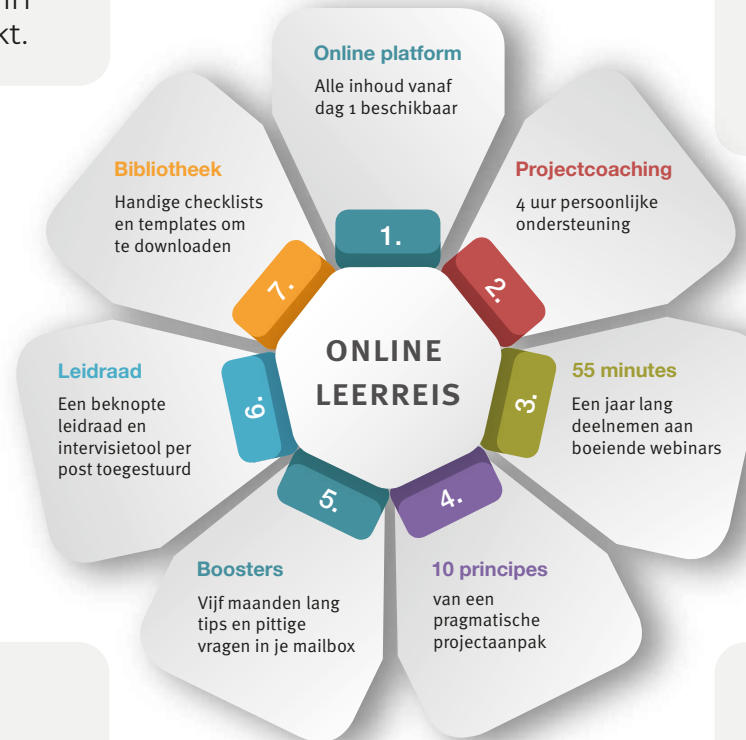 kt.
Online platform
Alle inhoud vanaf
dag 1 beschikbaar
1.
Projectcoaching
4 uur persoonlijke
ondersteuning
2.
55 minutes
Een jaar lang
deelnemen aan
boeiende webinars
3.
10 principes
van een
pragmatische
projectaanpak
4.
Boosters
Vijf maanden lang
tips en pittige
vragen in je mailbox
5.
Leidraad
Een beknopte
leidraad en
intervisietool per
post toegestuurd
6.
Bibliotheek
Handige checklists
en templates om
te downloaden
7.
ONLINE
LEERREIS